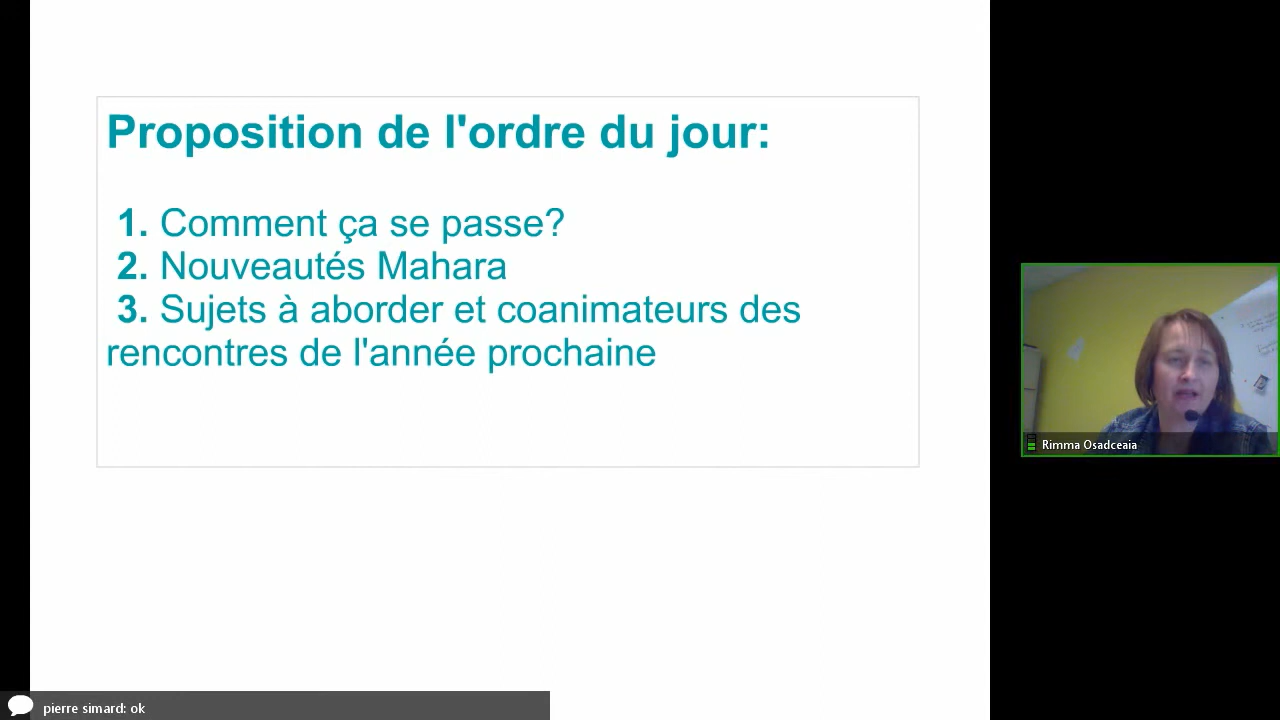 Proposition de l'ordre du jour:
1. Comment ça se passe?
2. Nouveautés Mahara
3. Sujets à aborder et coanimateurs des
rencontres de l'année prochaine
Rimma Osadceaia
pierre simard: ok